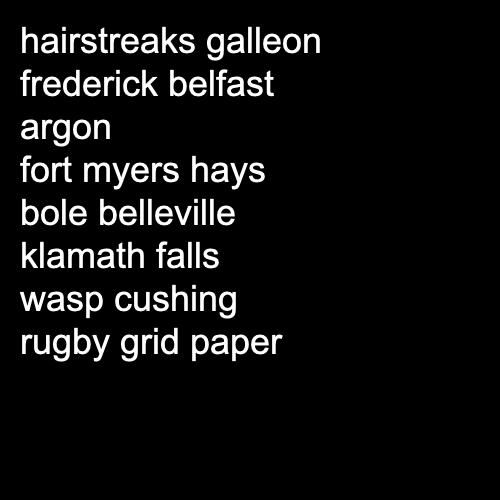 hairstreaks galleon
frederick belfast
argon
fort myers hays
bole belleville
klamath falls
wasp cushing
rugby grid paper